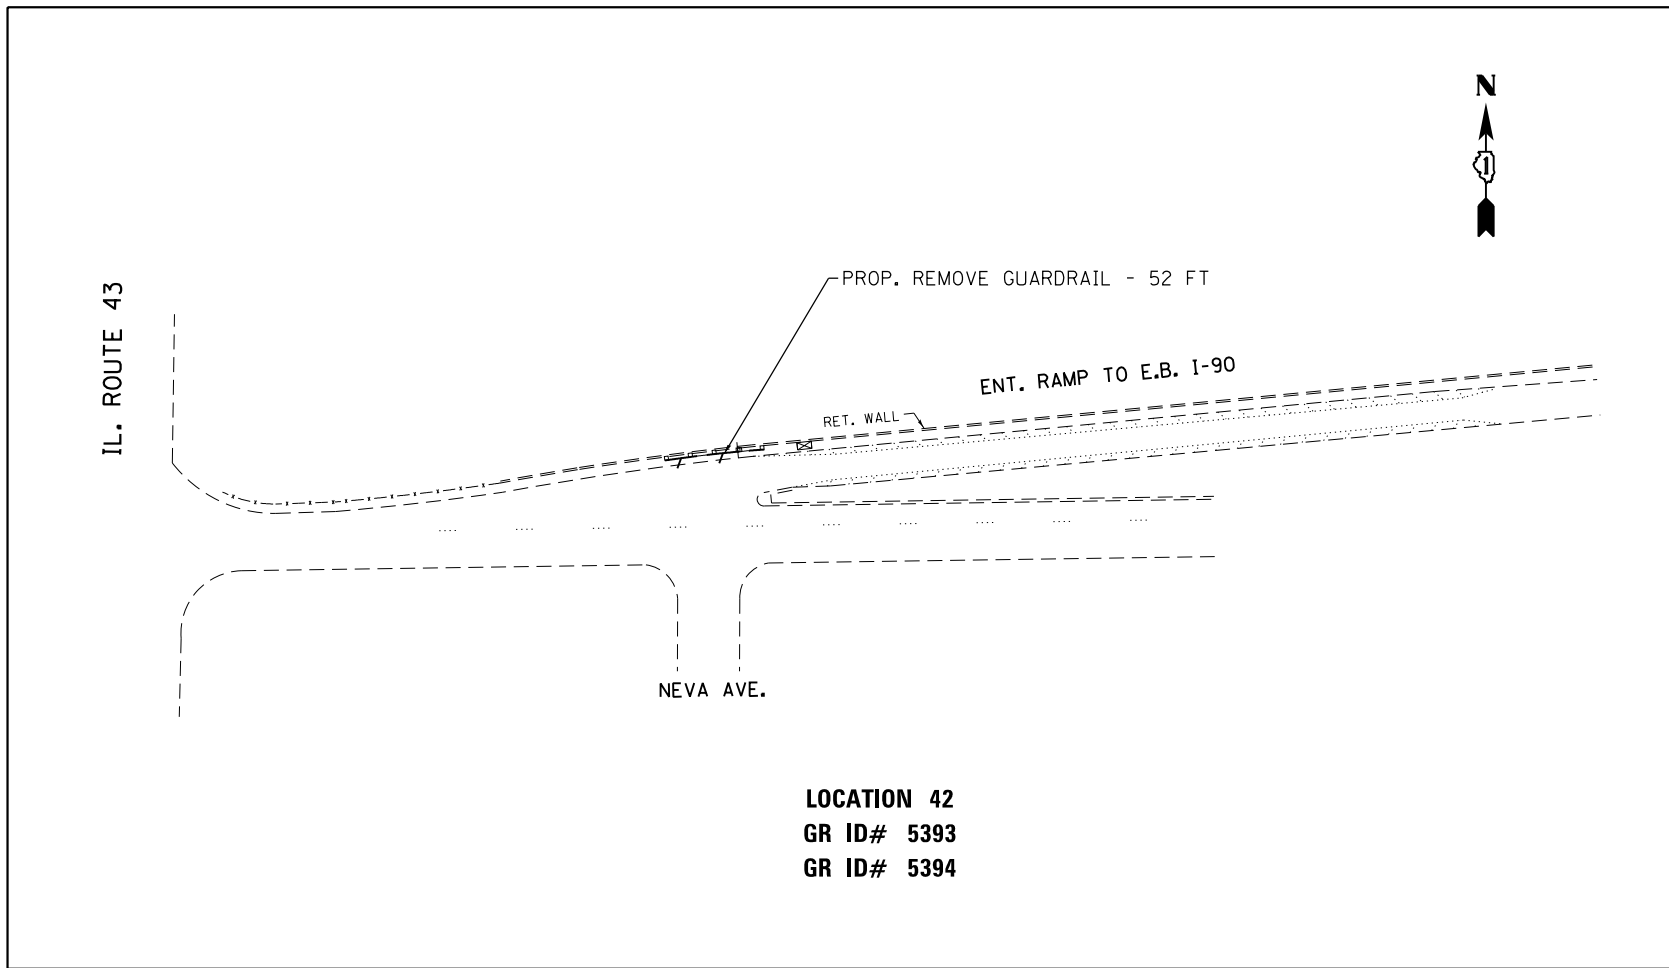 N
1
PROP. REMOVE GUARDRAIL - 52 FT
IL. ROUTE 43
ENT. RAMP TO E.B. I-90
RET. WALL
NEVA AVE.
LOCATION 42
GR ID# 5393
GR ID# 5394